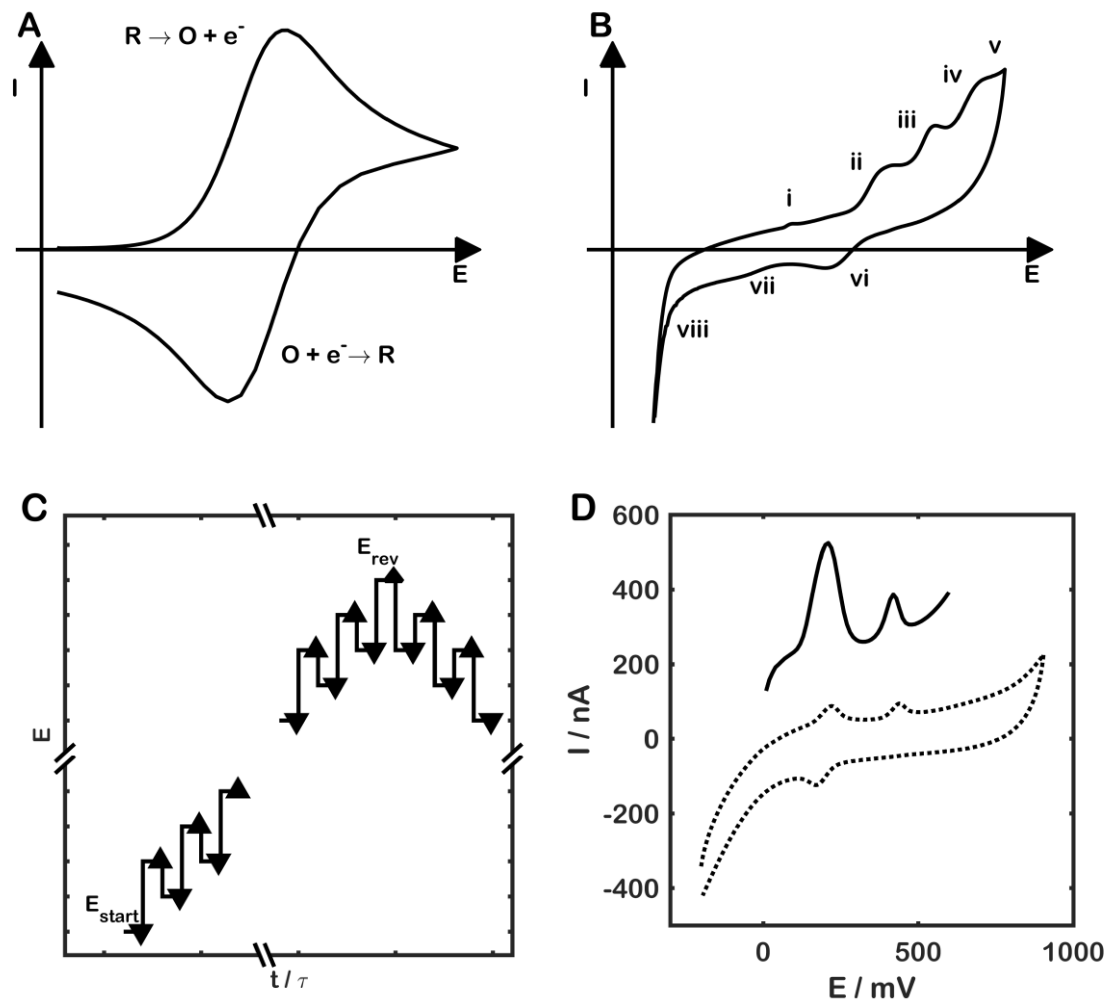 A
R → O + e⁻
I
E
O + e⁻ → R
B
I
i
ii
iii
iv
v
E
vi
vii
viii
C
E_rev
E
E_start
t / τ
D
600
400
200
0
-200
-400
I / nA
0 500 1000
E / mV